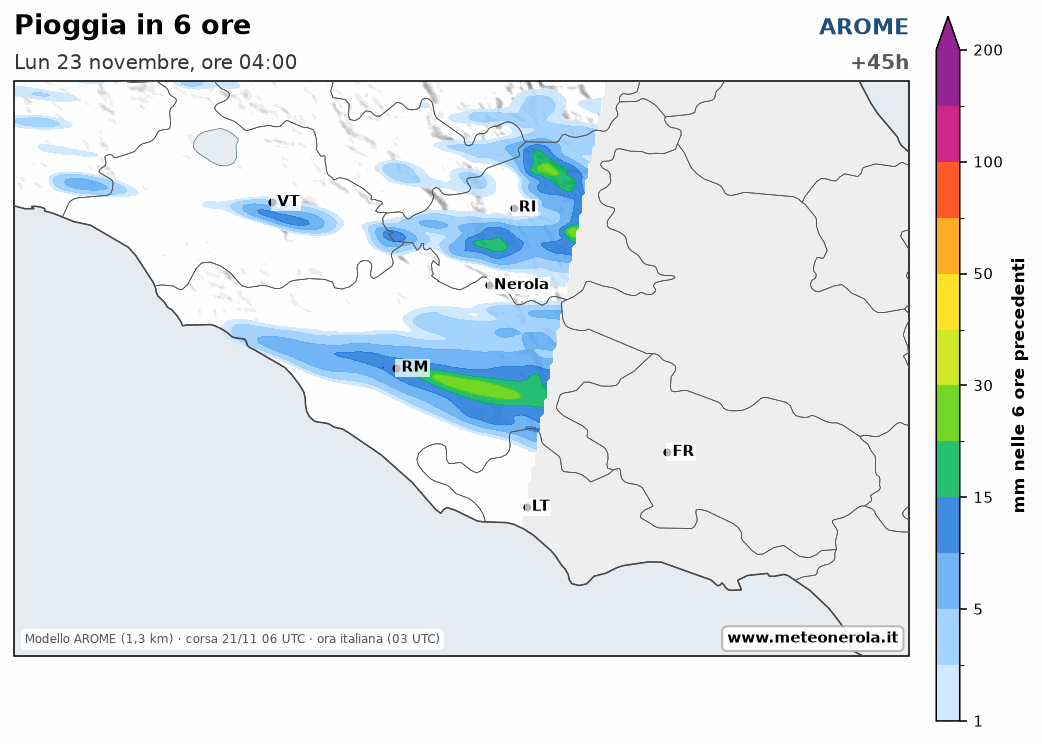 Pioggia in 6 ore
AROME
Lun 23 novembre, ore 04:00
+45h
VT
RI
Nerola
RM
FR
LT
Modello AROME (1,3 km) · corsa 21/11 06 UTC · ora italiana (03 UTC)
www.meteonerola.it
200
100
50
30
15
5
1
mm nelle 6 ore precedenti